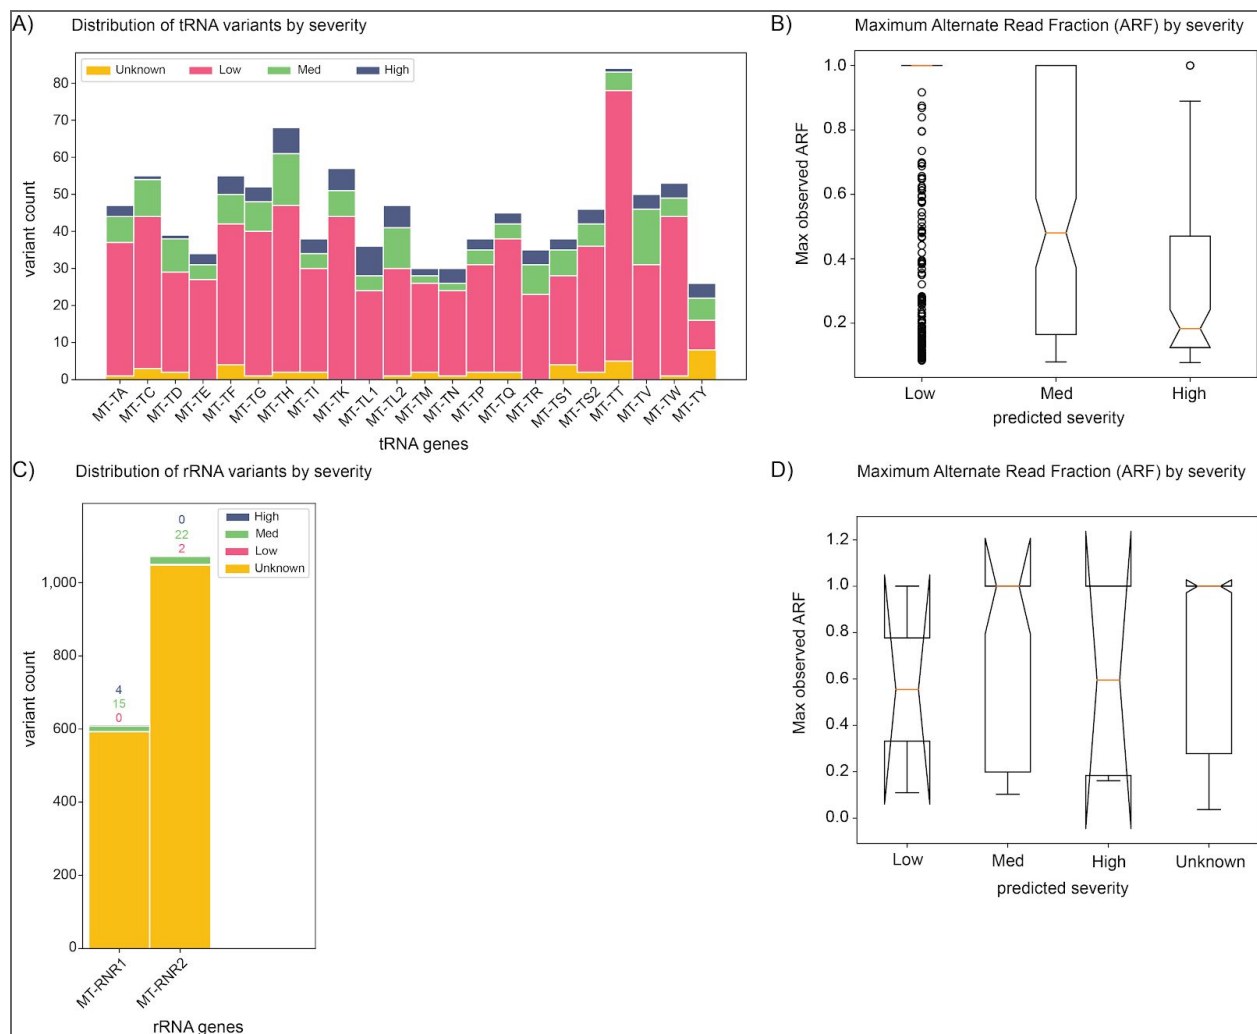 A) Distribution of tRNA variants by severity
Unknown Low Med High
80
70
60
50
40
30
20
10
0
variant count
MT-TA MT-TC MT-TD MT-TE MT-TF MT-TG MT-TH MT-TI MT-TK MT-TL1 MT-TL2 MT-TM MT-TN MT-TP MT-TQ MT-TR MT-TS1 MT-TS2 MT-TT MT-TV MT-TW MT-TY
tRNA genes
B) Maximum Alternate Read Fraction (ARF) by severity
1.0
0.8
0.6
0.4
0.2
Max observed ARF
Low Med High
predicted severity
C) Distribution of rRNA variants by severity
High
Med
Low
Unknown
0
22
2
4
15
0
1,000
800
600
400
200
0
variant count
MT-RNR1 MT-RNR2
rRNA genes
D) Maximum Alternate Read Fraction (ARF) by severity
1.2
1.0
0.8
0.6
0.4
0.2
0.0
Max observed ARF
Low Med High Unknown
predicted severity